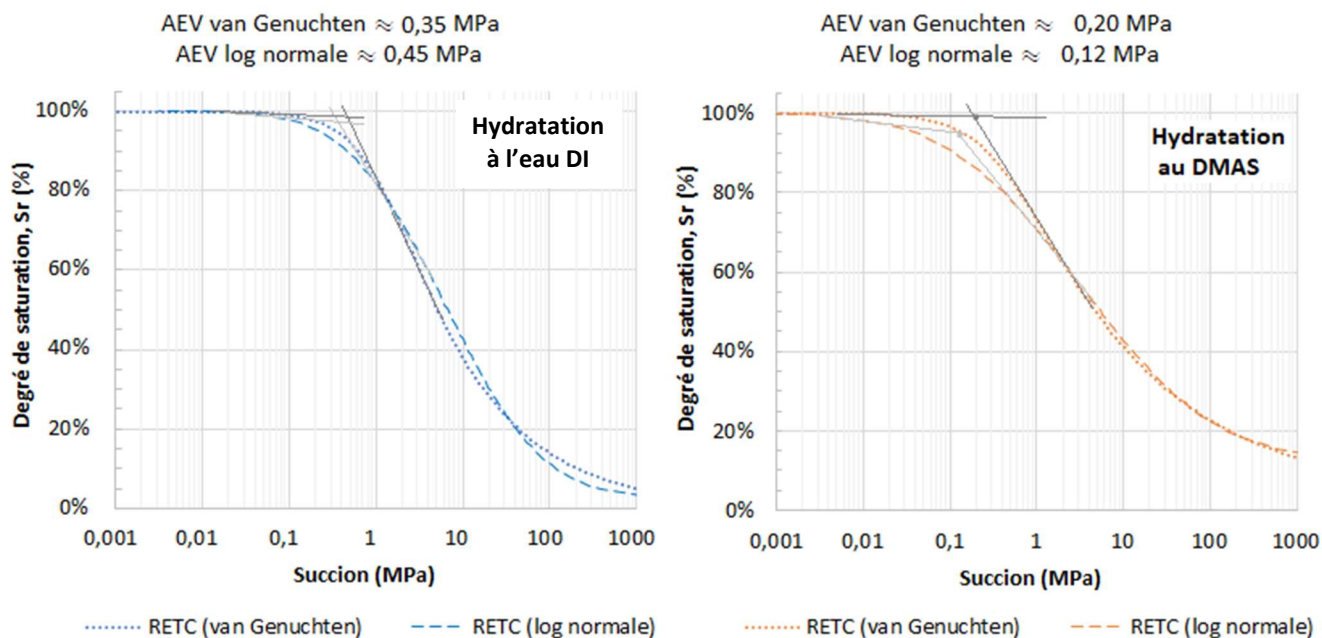 AEV van Genuchten ≈ 0,35 MPa
AEV log normale ≈ 0,45 MPa
100%
80%
60%
40%
20%
0%
Degré de saturation, Sr (%)
Hydratation
à l’eau DI
0,001 0,01 0,1 1 10 100 1000
Succion (MPa)
RETC (van Genuchten) RETC (log normale)
AEV van Genuchten ≈ 0,20 MPa
AEV log normale ≈ 0,12 MPa
100%
80%
60%
40%
20%
0%
Degré de saturation, Sr (%)
Hydratation
au DMAS
0,001 0,01 0,1 1 10 100 1000
Succion (MPa)
RETC (van Genuchten) RETC (log normale)